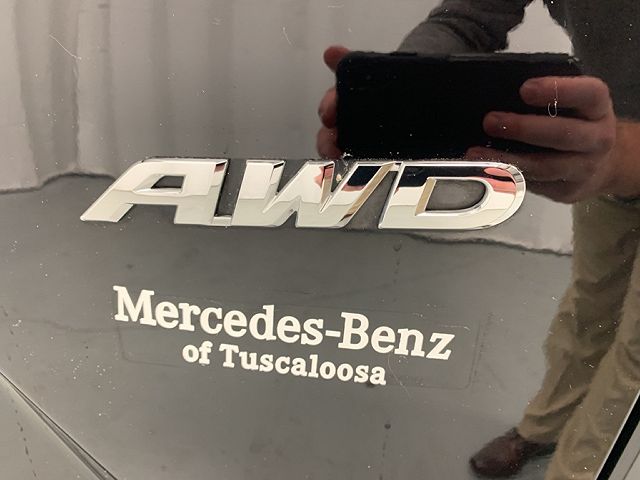 AWD
Mercedes-Benz
of Tuscaloosa